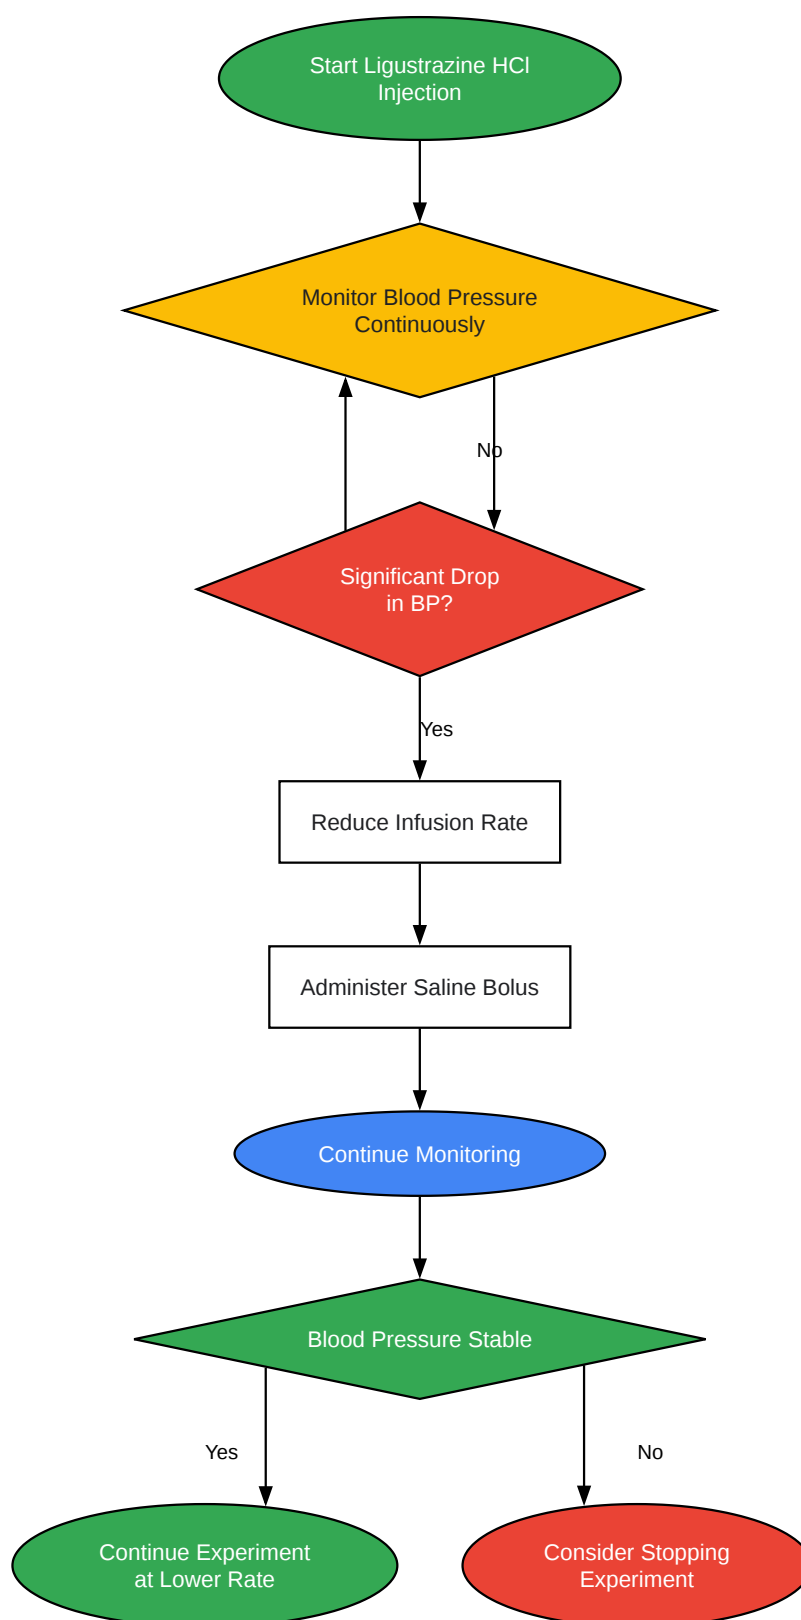 Start Ligustrazine HCl
Injection
Monitor Blood Pressure
Continuously
No
Significant Drop
in BP?
Yes
Reduce Infusion Rate
Administer Saline Bolus
Continue Monitoring
Blood Pressure Stable
Yes
No
Continue Experiment
at Lower Rate
Consider Stopping
Experiment